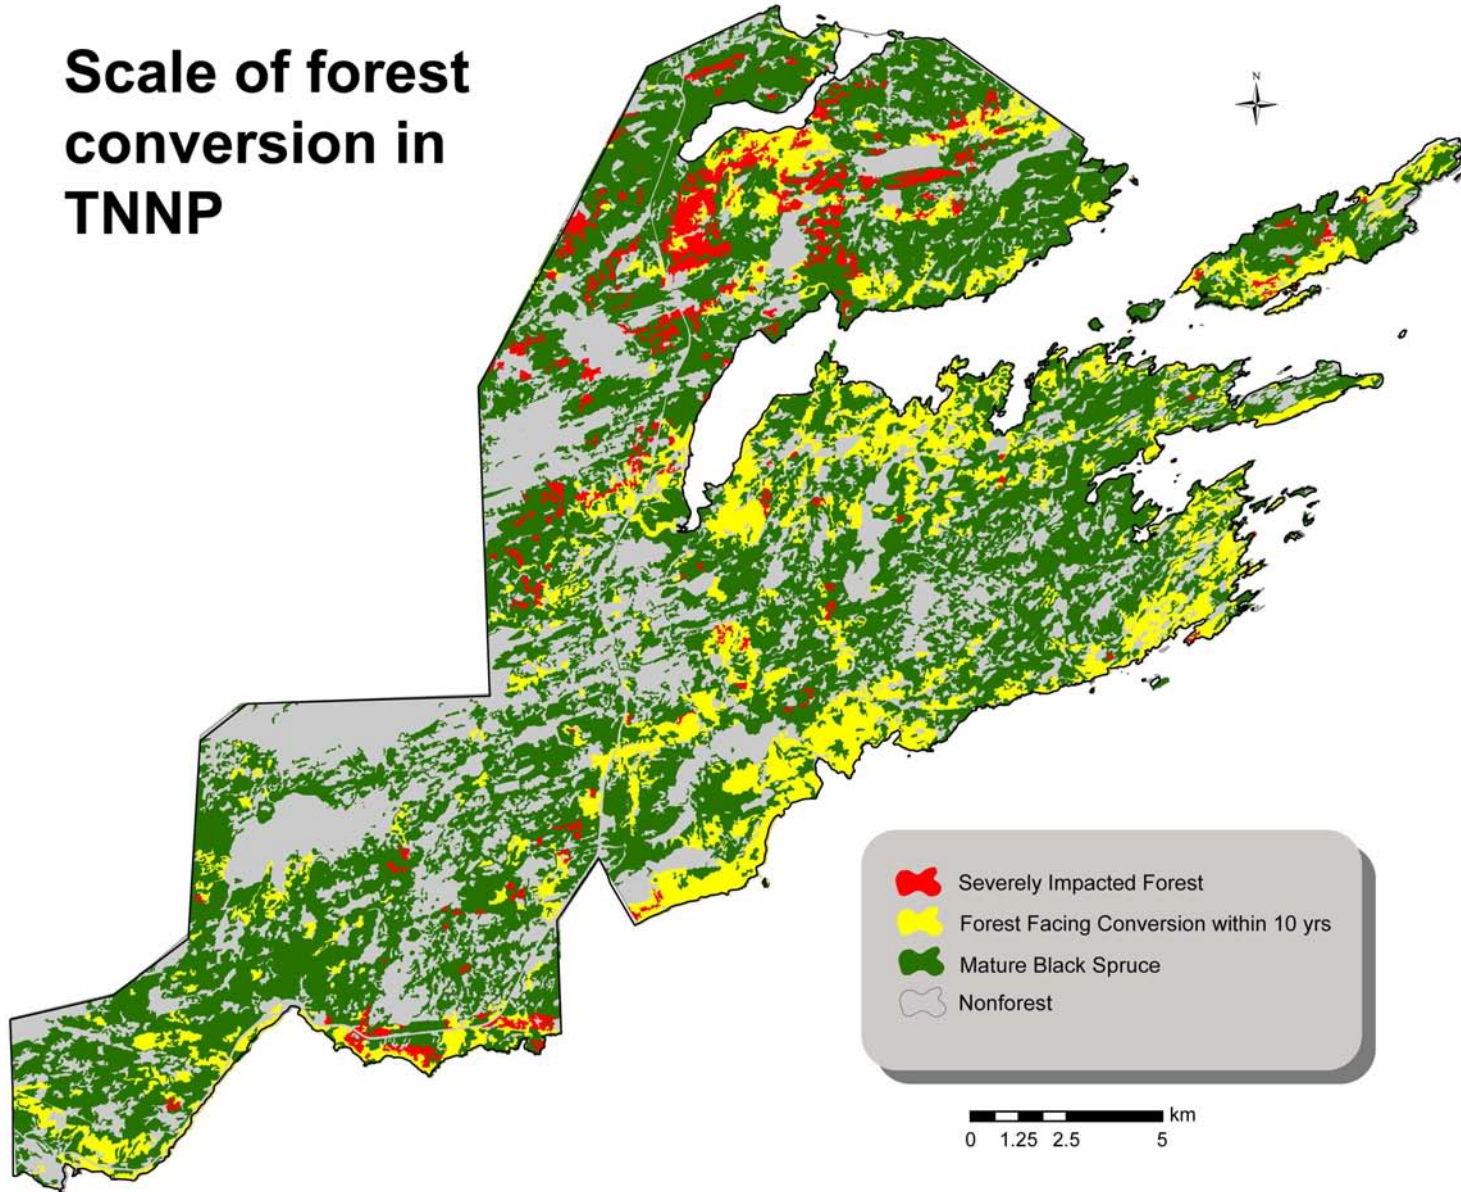 Scale of forest
conversion in
TNNP
N
Severely Impacted Forest
Forest Facing Conversion within 10 yrs
Mature Black Spruce
Nonforest
km
0 1.25 2.5 5